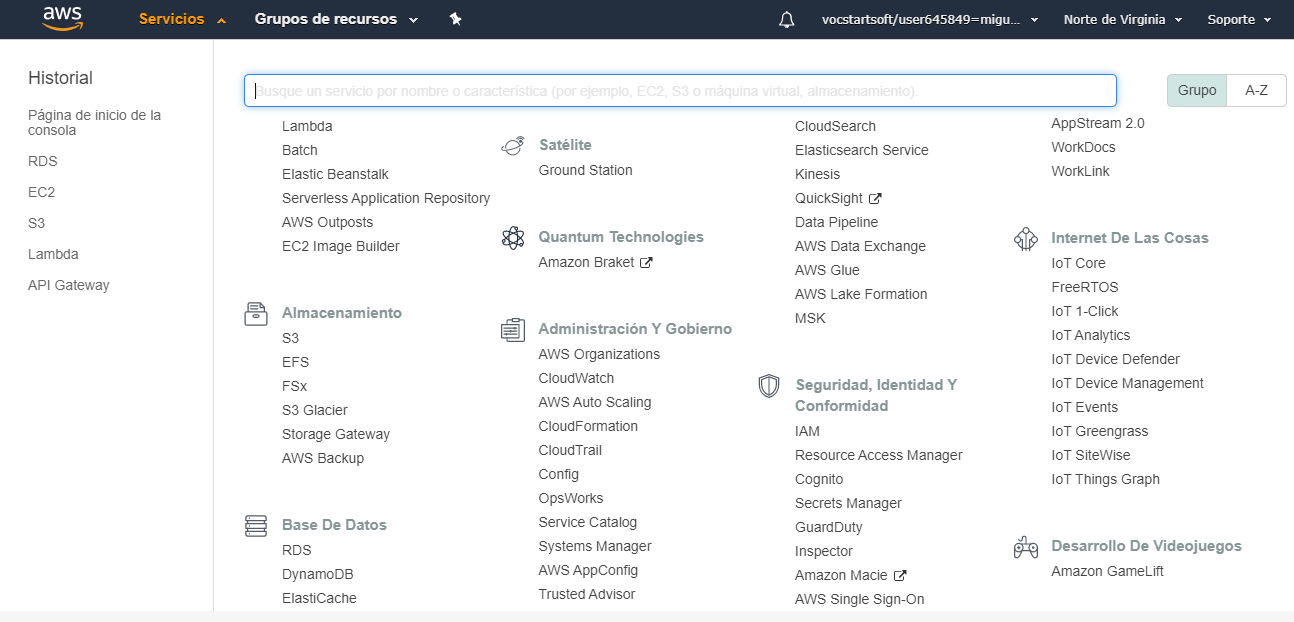 aws
Servicios
Grupos de recursos
vocstartsoft/user645849=migu...
Norte de Virginia
Soporte
Historial
Página de inicio de la
consola
RDS
EC2
S3
Lambda
API Gateway
Busque un servicio por nombre o característica (por ejemplo, EC2, S3 o máquina virtual, almacenamiento).
Grupo
A-Z
Lambda
Batch
Elastic Beanstalk
Serverless Application Repository
AWS Outposts
EC2 Image Builder
Almacenamiento
S3
EFS
FSx
S3 Glacier
Storage Gateway
AWS Backup
Base De Datos
RDS
DynamoDB
ElastiCache
Satélite
Ground Station
Quantum Technologies
Amazon Braket
Administración Y Gobierno
AWS Organizations
CloudWatch
AWS Auto Scaling
CloudFormation
CloudTrail
Config
OpsWorks
Service Catalog
Systems Manager
AWS AppConfig
Trusted Advisor
CloudSearch
Elasticsearch Service
Kinesis
QuickSight
Data Pipeline
AWS Data Exchange
AWS Glue
AWS Lake Formation
MSK
Seguridad, Identidad Y
Conformidad
IAM
Resource Access Manager
Cognito
Secrets Manager
GuardDuty
Inspector
Amazon Macie
AWS Single Sign-On
AppStream 2.0
WorkDocs
WorkLink
Internet De Las Cosas
IoT Core
FreeRTOS
IoT 1-Click
IoT Analytics
IoT Device Defender
IoT Device Management
IoT Events
IoT Greengrass
IoT SiteWise
IoT Things Graph
Desarrollo De Videojuegos
Amazon GameLift